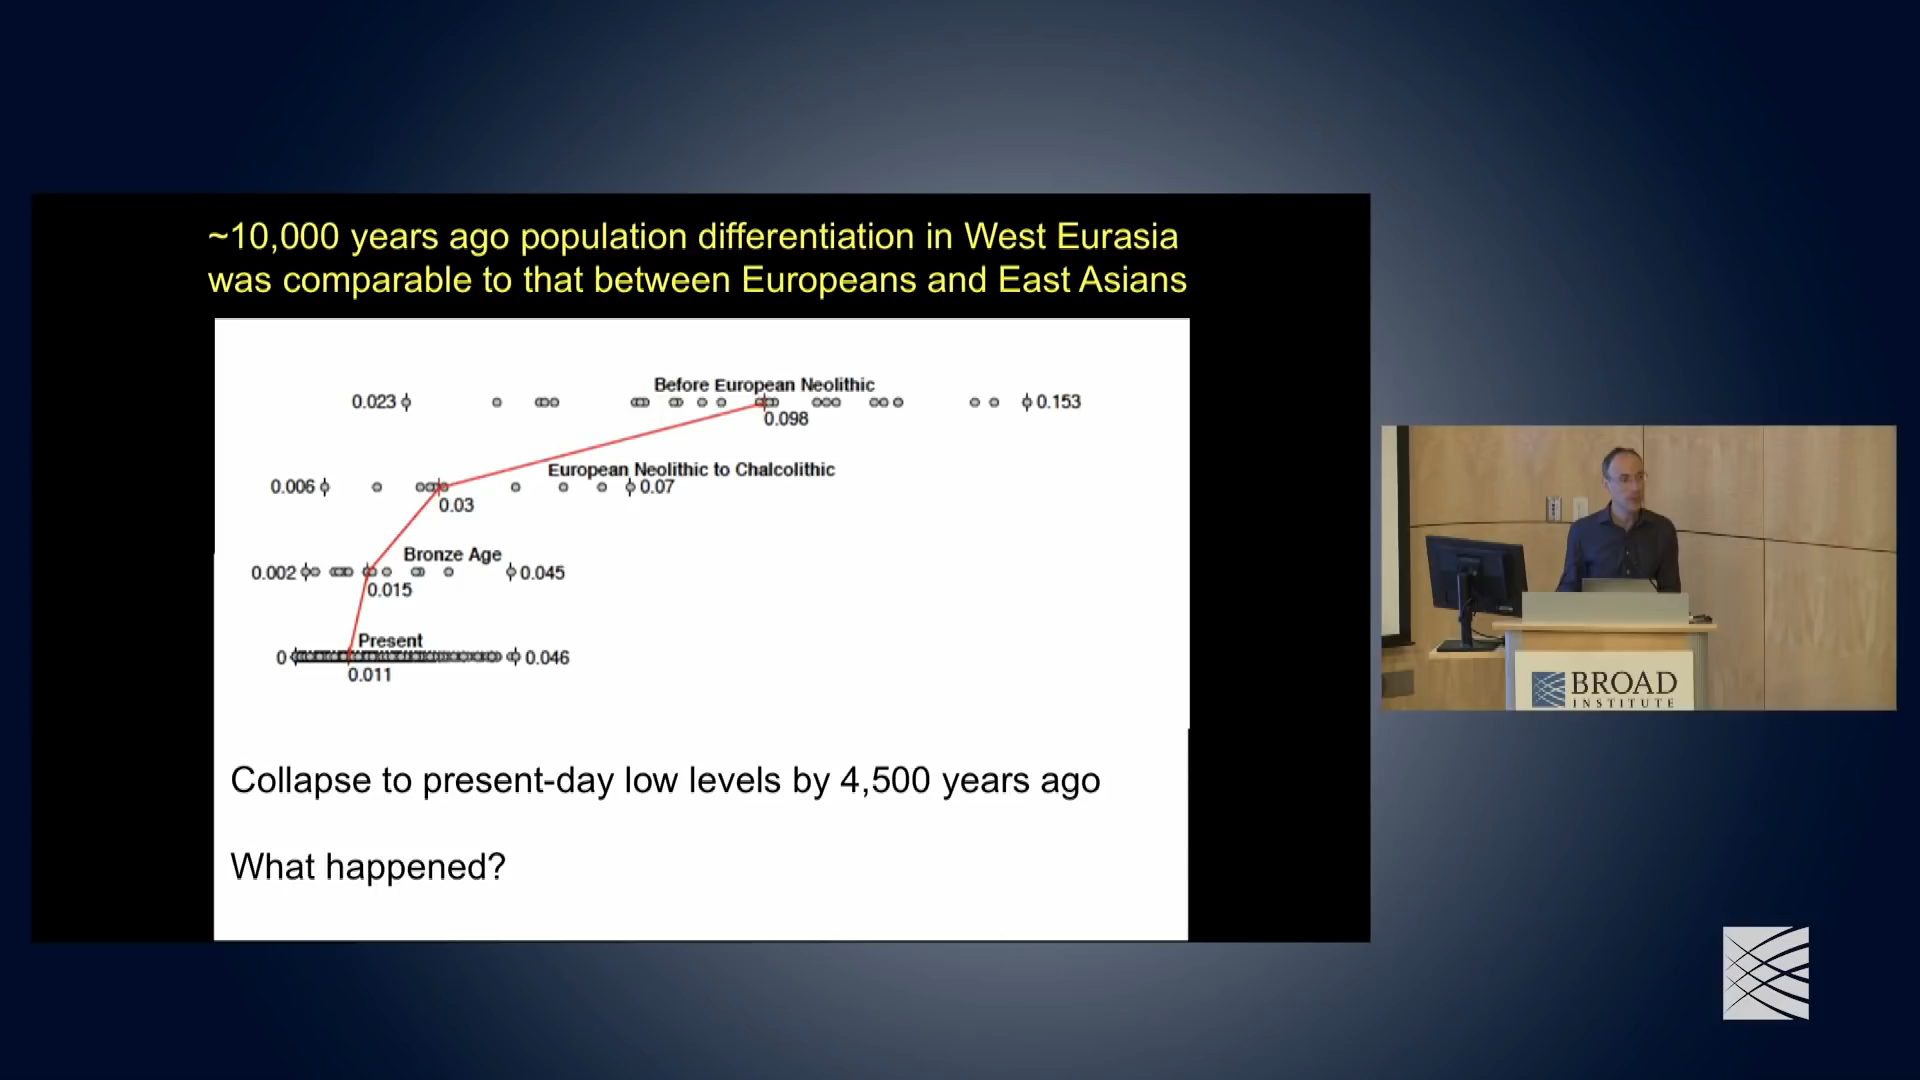 ~10,000 years ago population differentiation in West Eurasia
was comparable to that between Europeans and East Asians
Before European Neolithic
0.023
0.153
0.098
European Neolithic to Chalcolithic
0.006
0.07
0.03
Bronze Age
0.002
0.045
0.015
Present
0
0.046
0.011
Collapse to present-day low levels by 4,500 years ago
What happened?
BROAD
INSTITUTE